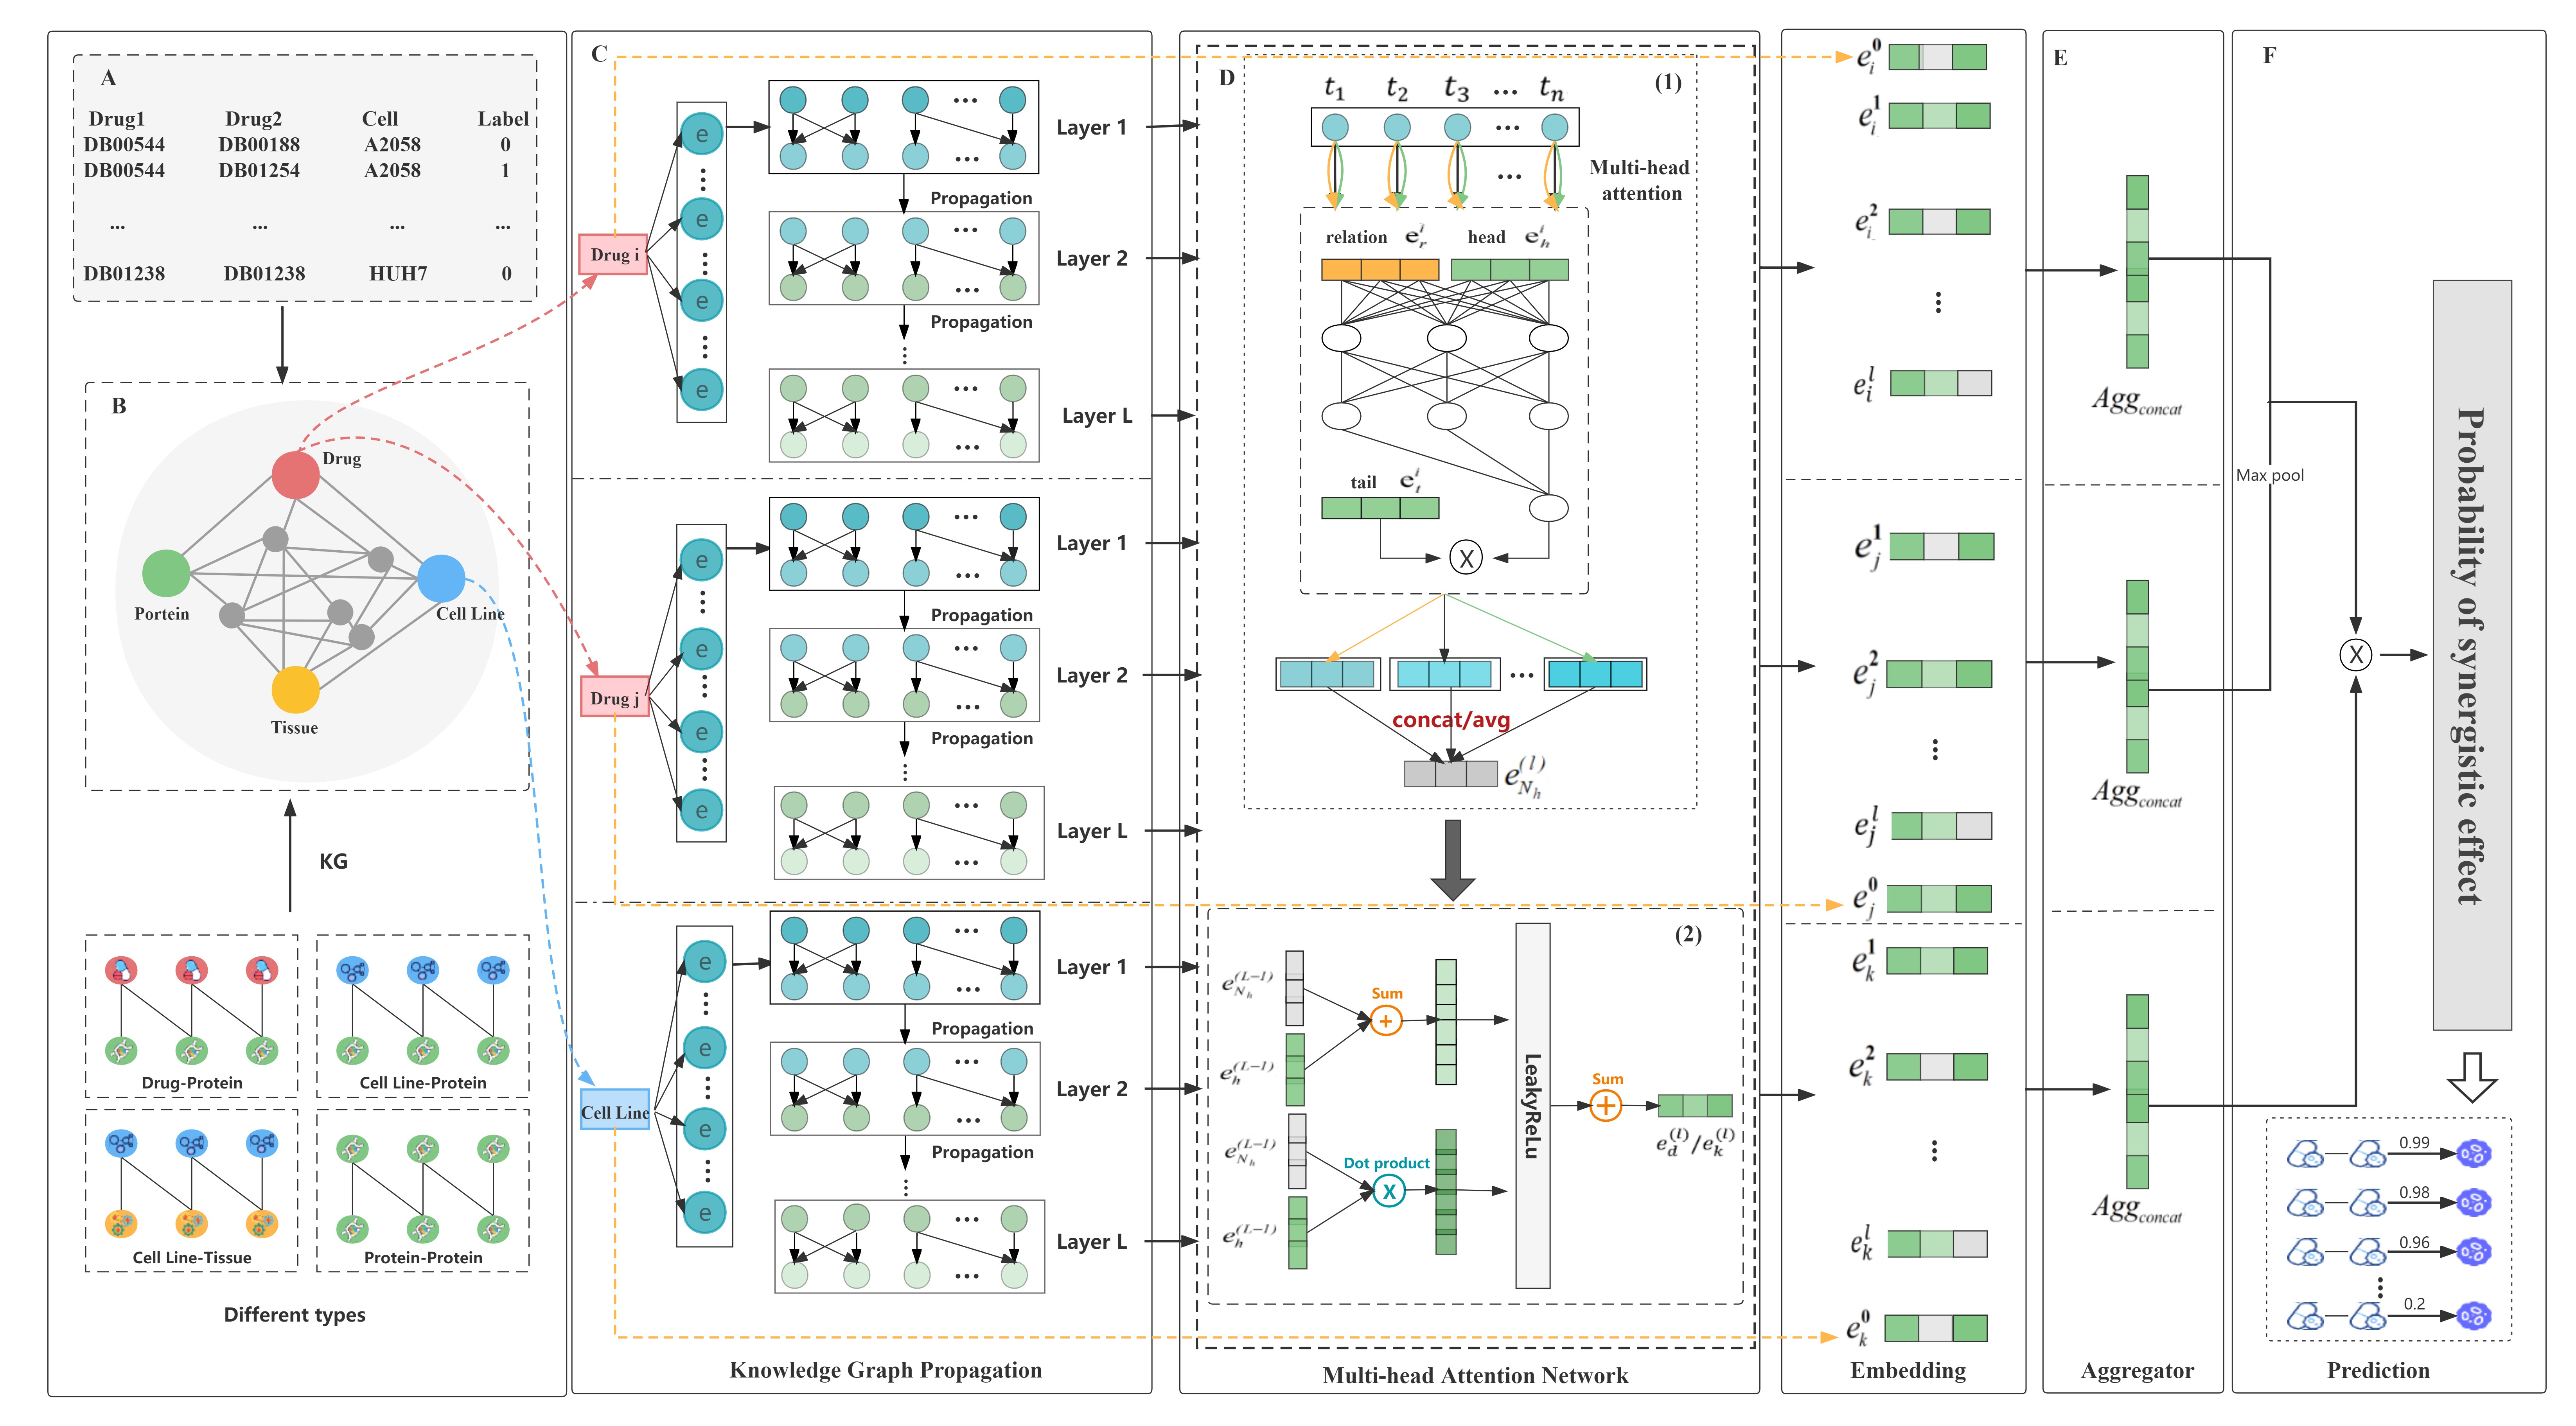 A
Drug1 Drug2 Cell Label
DB00544 DB00188 A2058 0
DB00544 DB01254 A2058 1
... ... ... ...
DB01238 DB01238 HUH7 0
B
Drug
Portein
Cell Line
Tissue
KG
Drug-Protein
Cell Line-Protein
Cell Line-Tissue
Protein-Protein
Different types
C
Drug i
e
e
e
e
Layer 1
Propagation
Layer 2
Propagation
Layer L
Drug j
e
e
e
e
Layer 1
Propagation
Layer 2
Propagation
Layer L
Cell Line
e
e
e
e
Layer 1
Propagation
Layer 2
Propagation
Layer L
Knowledge Graph Propagation
D
(1)
t_1 t_2 t_3 ... t_n
Multi-head
attention
relation e_r^i head e_h^i
tail e_t^i
X
concat/avg
e_{N_h}^{(l)}
(2)
e_{N_h}^{(L-1)}
Sum
+
e_h^{(L-1)}
e_{N_h}^{(L-1)}
Dot product
X
e_h^{(L-1)}
LeakyReLu
Sum
+
e_d^{(l)}/e_k^{(l)}
Multi-head Attention Network
e_i^0
e_i^1
e_i^2
e_i^l
e_j^1
e_j^2
e_j^l
e_j^0
e_k^1
e_k^2
e_k^l
e_k^0
Embedding
E
Agg_concat
Agg_concat
Agg_concat
Aggregator
F
Max pool
X
Probability of synergistic effect
0.99
0.98
0.96
0.2
Prediction